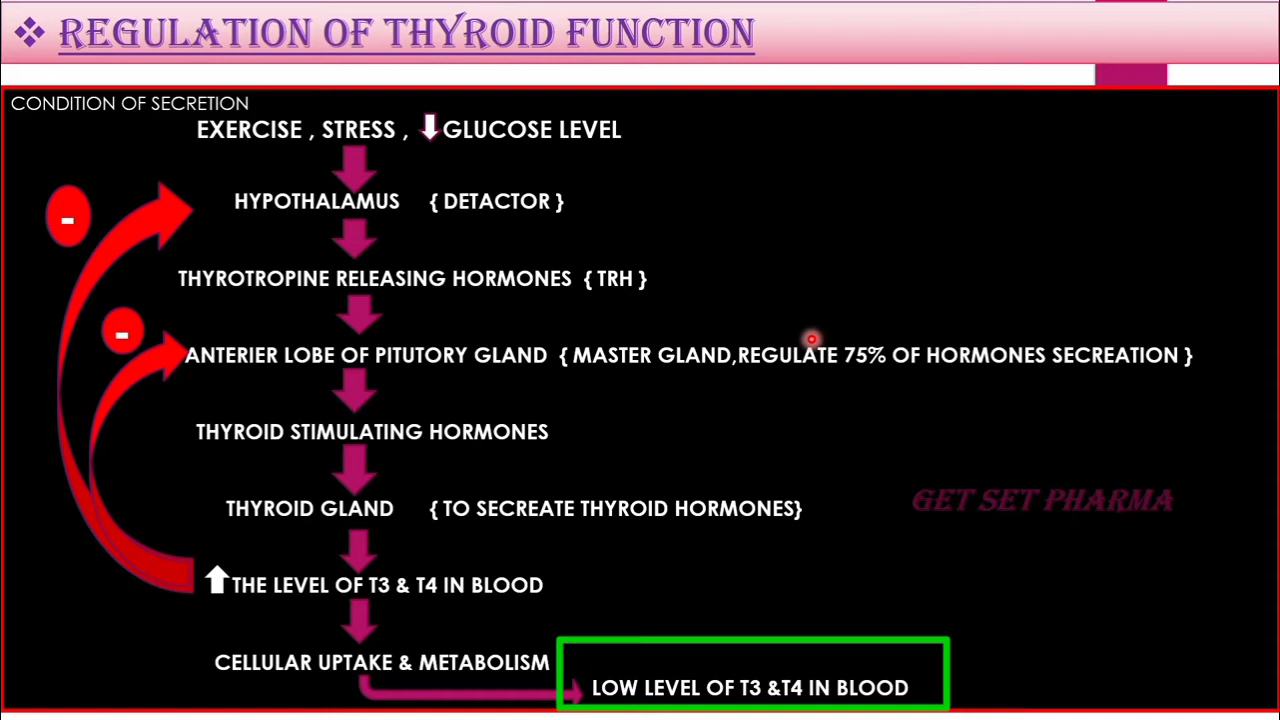 ❖ REGULATION OF THYROID FUNCTION
CONDITION OF SECRETION
EXERCISE , STRESS , GLUCOSE LEVEL
HYPOTHALAMUS { DETACTOR }
-
THYROTROPINE RELEASING HORMONES { TRH }
-
ANTERIER LOBE OF PITUTORY GLAND { MASTER GLAND,REGULATE 75% OF HORMONES SECREATION }
THYROID STIMULATING HORMONES
GET SET PHARMA
THYROID GLAND { TO SECREATE THYROID HORMONES}
THE LEVEL OF T3 & T4 IN BLOOD
CELLULAR UPTAKE & METABOLISM
LOW LEVEL OF T3 &T4 IN BLOOD